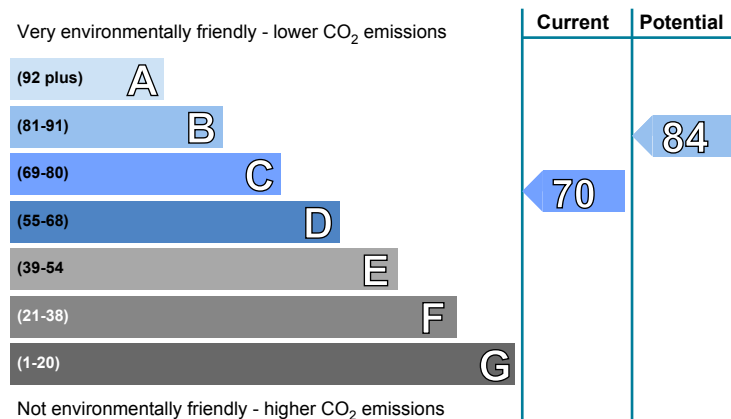 Very environmentally friendly - lower CO₂ emissions
Current
Potential
(92 plus) A
(81-91) B
84
(69-80) C
70
(55-68) D
(39-54 E
(21-38) F
(1-20) G
Not environmentally friendly - higher CO₂ emissions